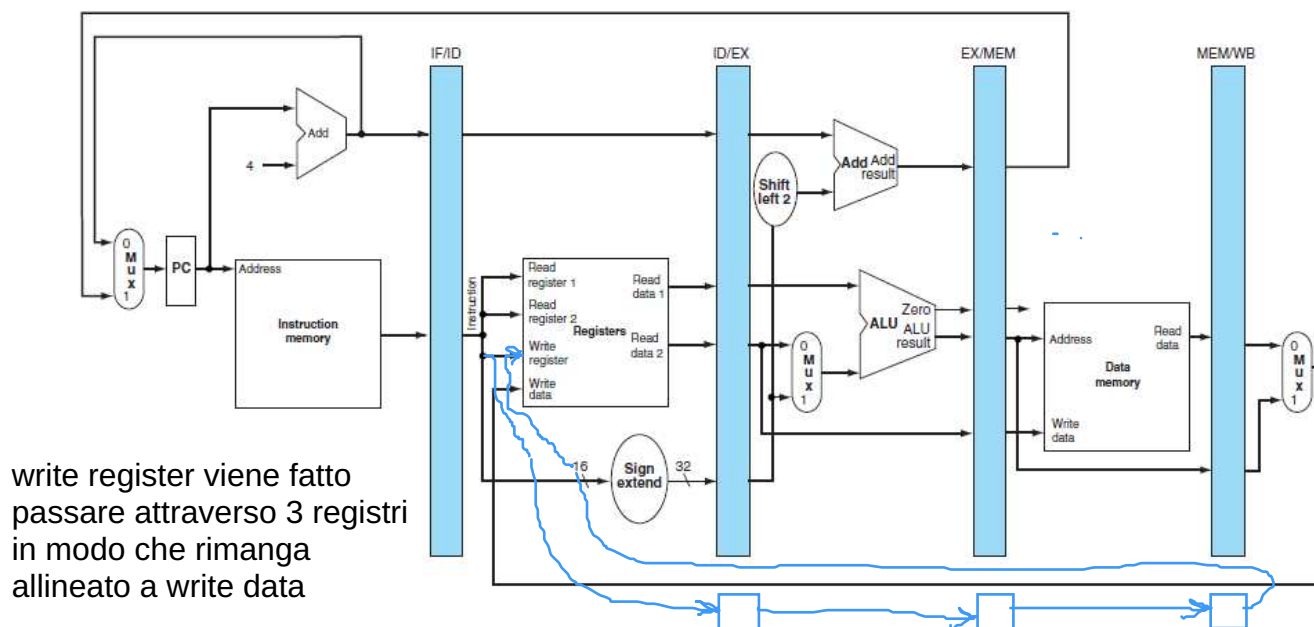 IF/ID
ID/EX
EX/MEM
MEM/WB
Add
4
Add Add
result
Shift
left 2
0
M
u
x
1
PC
Address
Instruction
memory
Instruction
Read
register 1
Read
register 2
Write
register
Write
data
Registers
Read
data 1
Read
data 2
0
M
u
x
1
Zero
ALU ALU
result
Address
Read
data
Data
memory
Write
data
0
M
u
x
1
16
Sign
extend
32
write register viene fatto
passare attraverso 3 registri
in modo che rimanga
allineato a write data